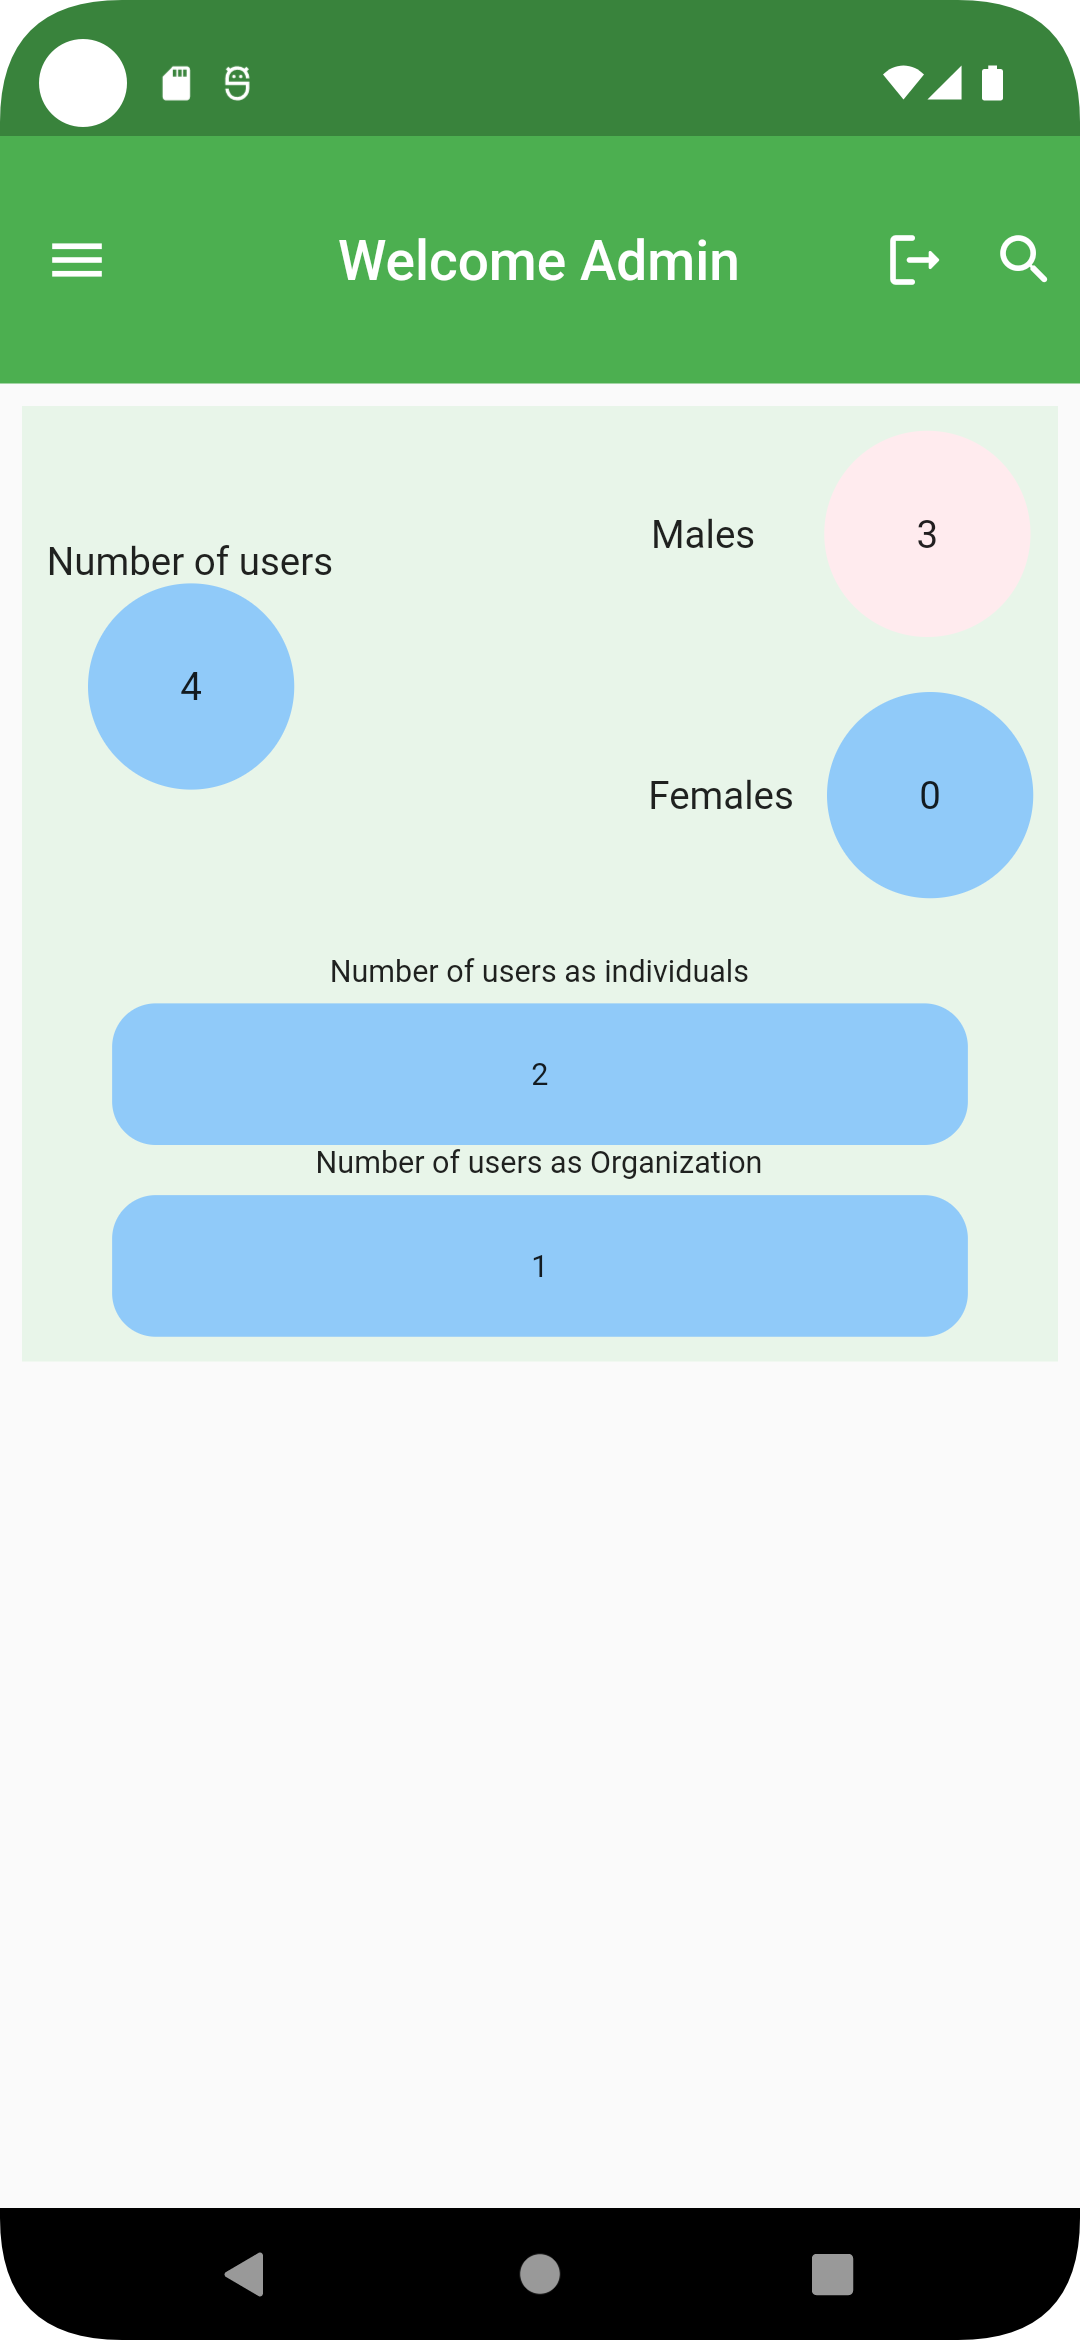 Welcome Admin
Number of users
4
Males
3
Females
0
Number of users as individuals
2
Number of users as Organization
1